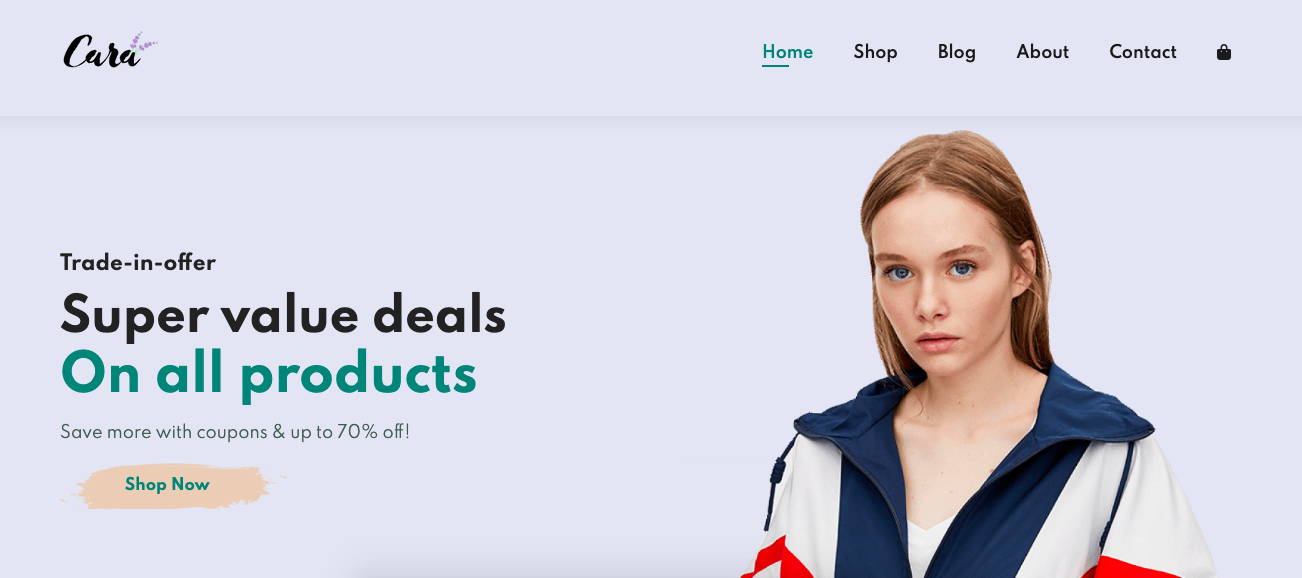 Cara
Home Shop Blog About Contact
Trade-in-offer
Super value deals
On all products
Save more with coupons & up to 70% off!
Shop Now